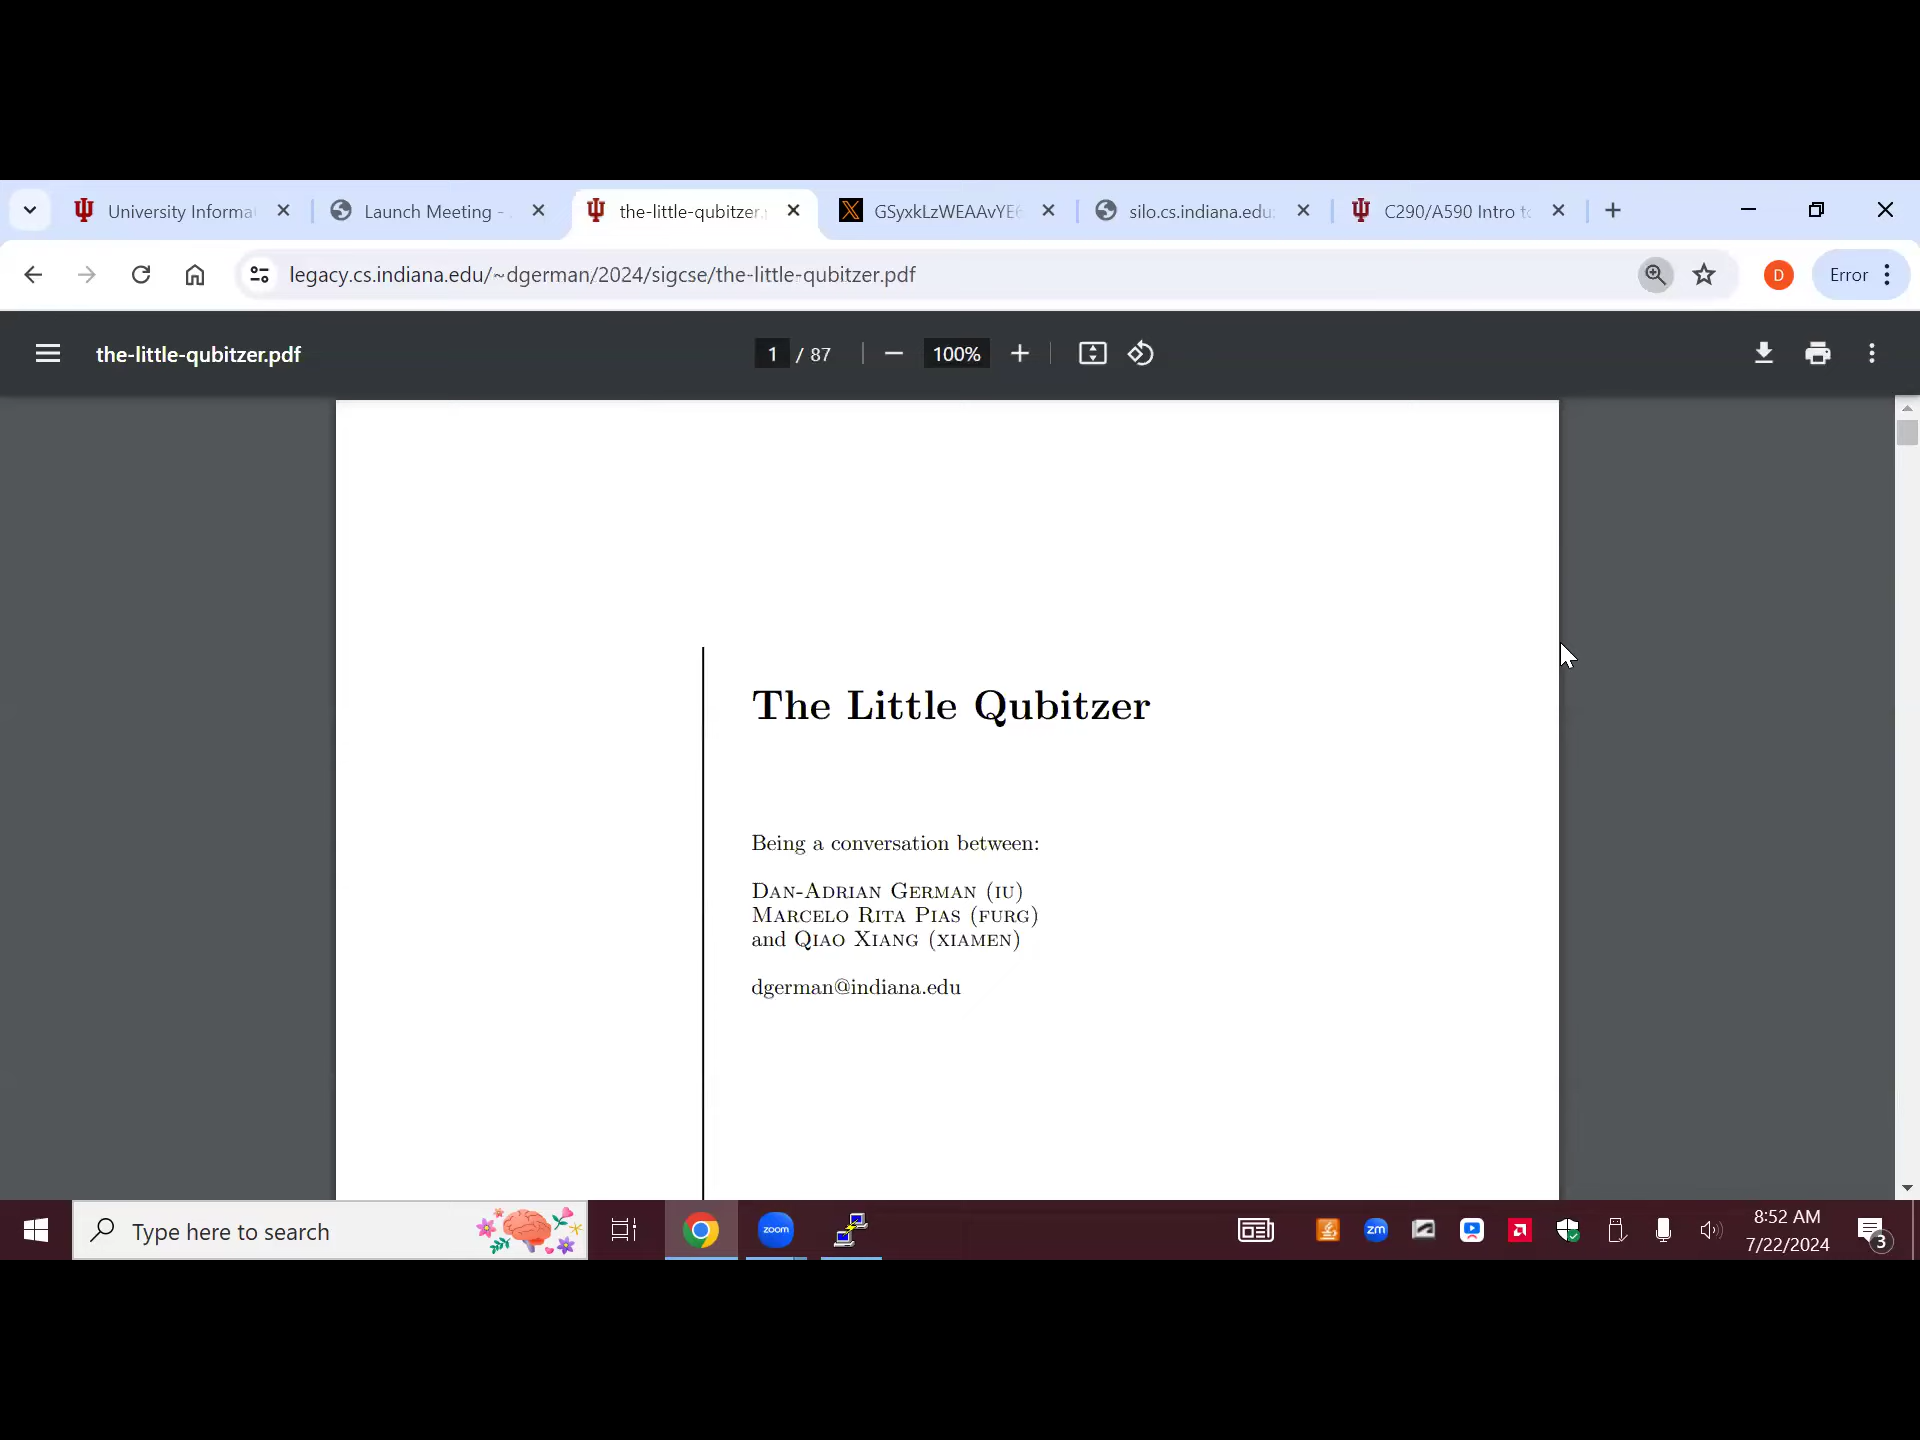 University Informa
Launch Meeting -
the-little-qubitzer.
GSyxkLzWEAAvYE6
silo.cs.indiana.edu:
C290/A590 Intro to
legacy.cs.indiana.edu/~dgerman/2024/sigcse/the-little-qubitzer.pdf
D
Error
the-little-qubitzer.pdf
1 / 87
100%
The Little Qubitzer
Being a conversation between:
Dan-Adrian German (IU)
Marcelo Rita Pias (FURG)
and Qiao Xiang (XIAMEN)
dgerman@indiana.edu
Type here to search
zoom
zm
8:52 AM
7/22/2024
3